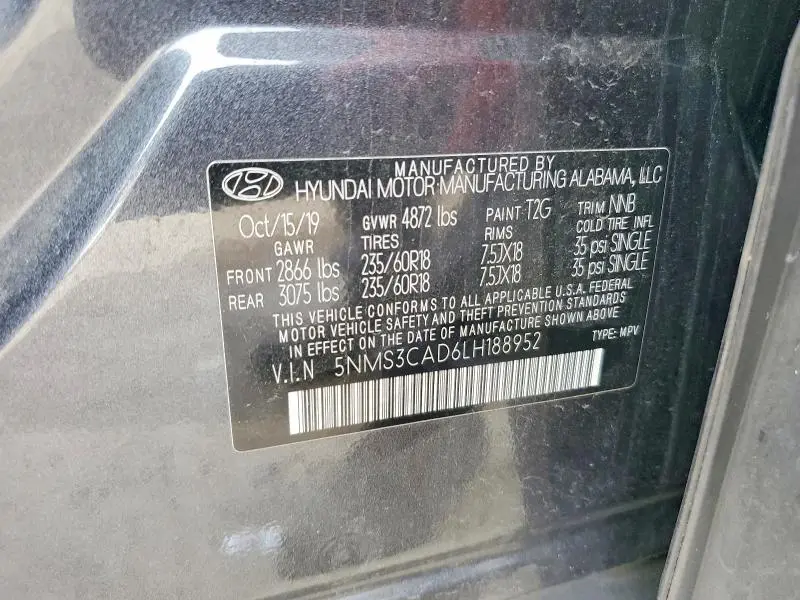 MANUFACTURED BY
HYUNDAI MOTOR MANUFACTURING ALABAMA, LLC
Oct/15/19 GVWR 4872 lbs PAINT T2G TRIM NNB
GAWR TIRES RIMS COLD TIRE INFL
FRONT 2866 lbs 235/60R18 7.5JX18 35 psi SINGLE
REAR 3075 lbs 235/60R18 7.5JX18 35 psi SINGLE
THIS VEHICLE CONFORMS TO ALL APPLICABLE U.S.A. FEDERAL
MOTOR VEHICLE SAFETY AND THEFT PREVENTION STANDARDS
IN EFFECT ON THE DATE OF MANUFACTURE SHOWN ABOVE
V.I.N 5NMS3CAD6LH188952 TYPE: MPV